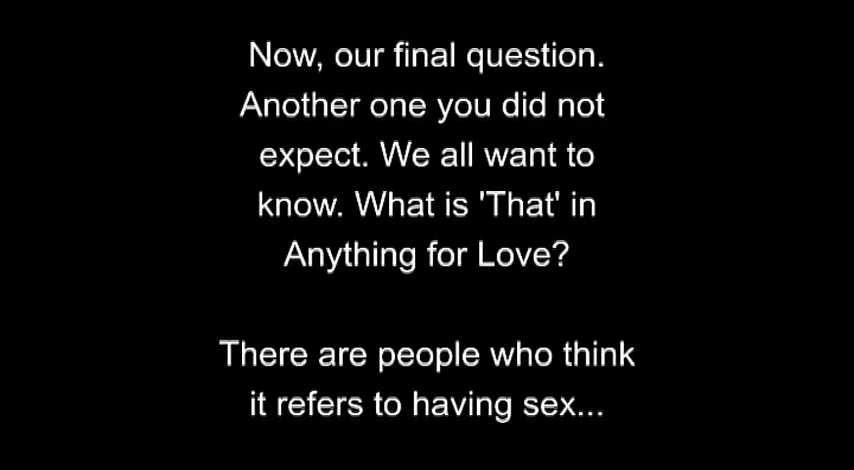 Now, our final question.
Another one you did not
expect. We all want to
know. What is 'That' in
Anything for Love?
There are people who think
it refers to having sex...